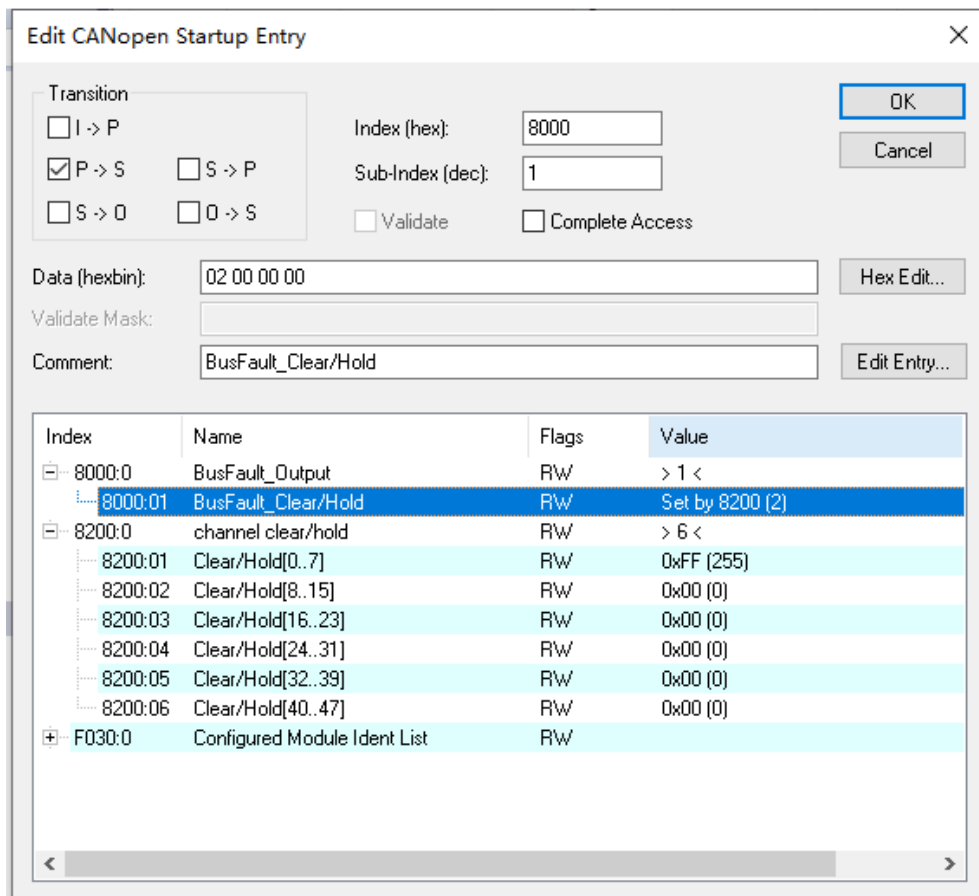 Edit CANopen Startup Entry
Transition
I -> P
P -> S
S -> P
S -> O
O -> S
Index (hex):
8000
Sub-Index (dec):
1
Validate
Complete Access
OK
Cancel
Data (hexbin):
02 00 00 00
Hex Edit...
Validate Mask:
Comment:
BusFault_Clear/Hold
Edit Entry...
Index Name Flags Value
8000:0 BusFault_Output RW > 1 <
8000:01 BusFault_Clear/Hold RW Set by 8200 (2)
8200:0 channel clear/hold RW > 6 <
8200:01 Clear/Hold[0..7] RW 0xFF (255)
8200:02 Clear/Hold[8..15] RW 0x00 (0)
8200:03 Clear/Hold[16..23] RW 0x00 (0)
8200:04 Clear/Hold[24..31] RW 0x00 (0)
8200:05 Clear/Hold[32..39] RW 0x00 (0)
8200:06 Clear/Hold[40..47] RW 0x00 (0)
F030:0 Configured Module Ident List RW